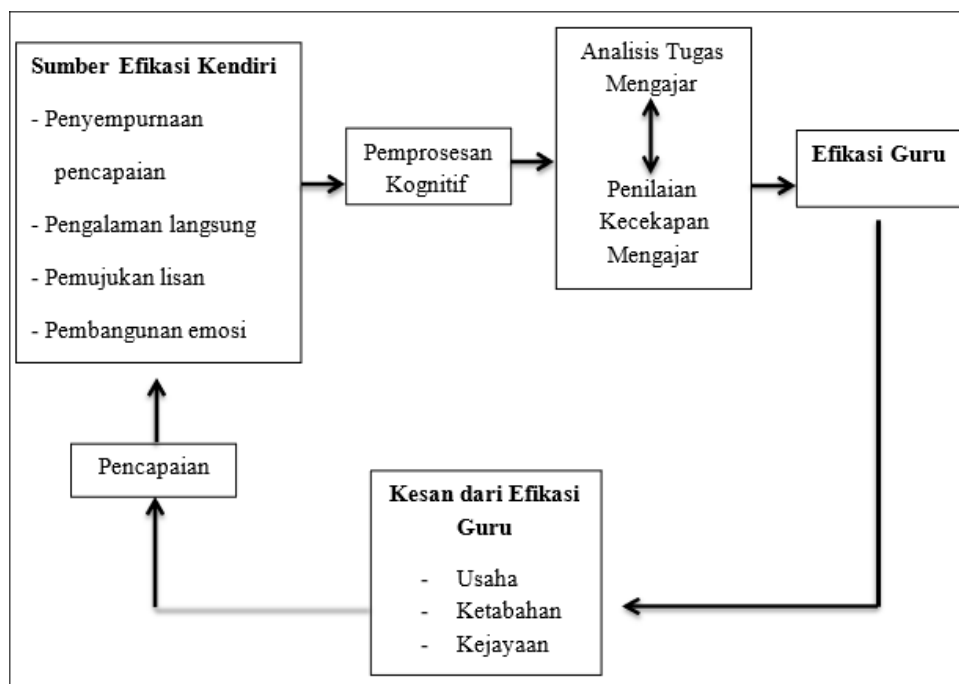 Sumber Efikasi Kendiri
- Penyempurnaan
pencapaian
- Pengalaman langsung
- Pemujukan lisan
- Pembangunan emosi
Pemprosesan
Kognitif
Analisis Tugas
Mengajar
Penilaian
Kecekapan
Mengajar
Efikasi Guru
Kesan dari Efikasi
Guru
- Usaha
- Ketabahan
- Kejayaan
Pencapaian